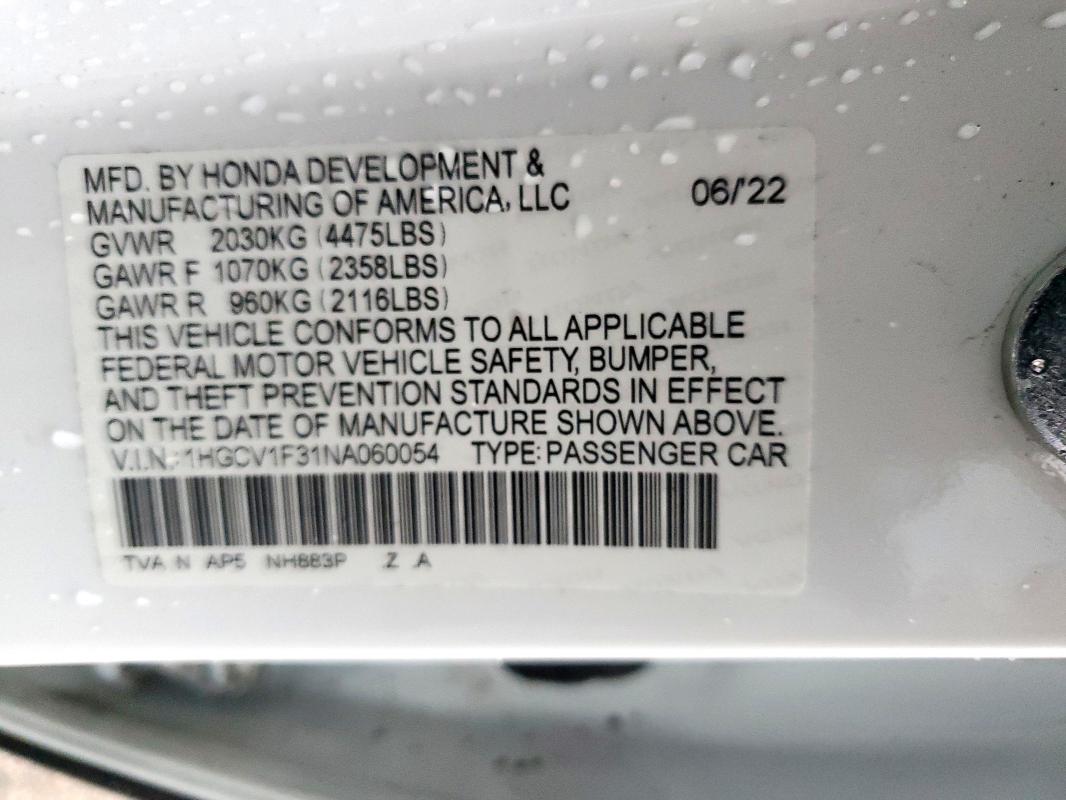 MFD. BY HONDA DEVELOPMENT &
MANUFACTURING OF AMERICA, LLC 06/'22
GVWR 2030KG (4475LBS)
GAWR F 1070KG (2358LBS)
GAWR R 960KG (2116LBS)
THIS VEHICLE CONFORMS TO ALL APPLICABLE
FEDERAL MOTOR VEHICLE SAFETY, BUMPER,
AND THEFT PREVENTION STANDARDS IN EFFECT
ON THE DATE OF MANUFACTURE SHOWN ABOVE.
V.I.N.: 1HGCV1F31NA060054 TYPE: PASSENGER CAR
TVA N AP5 NH883P Z A